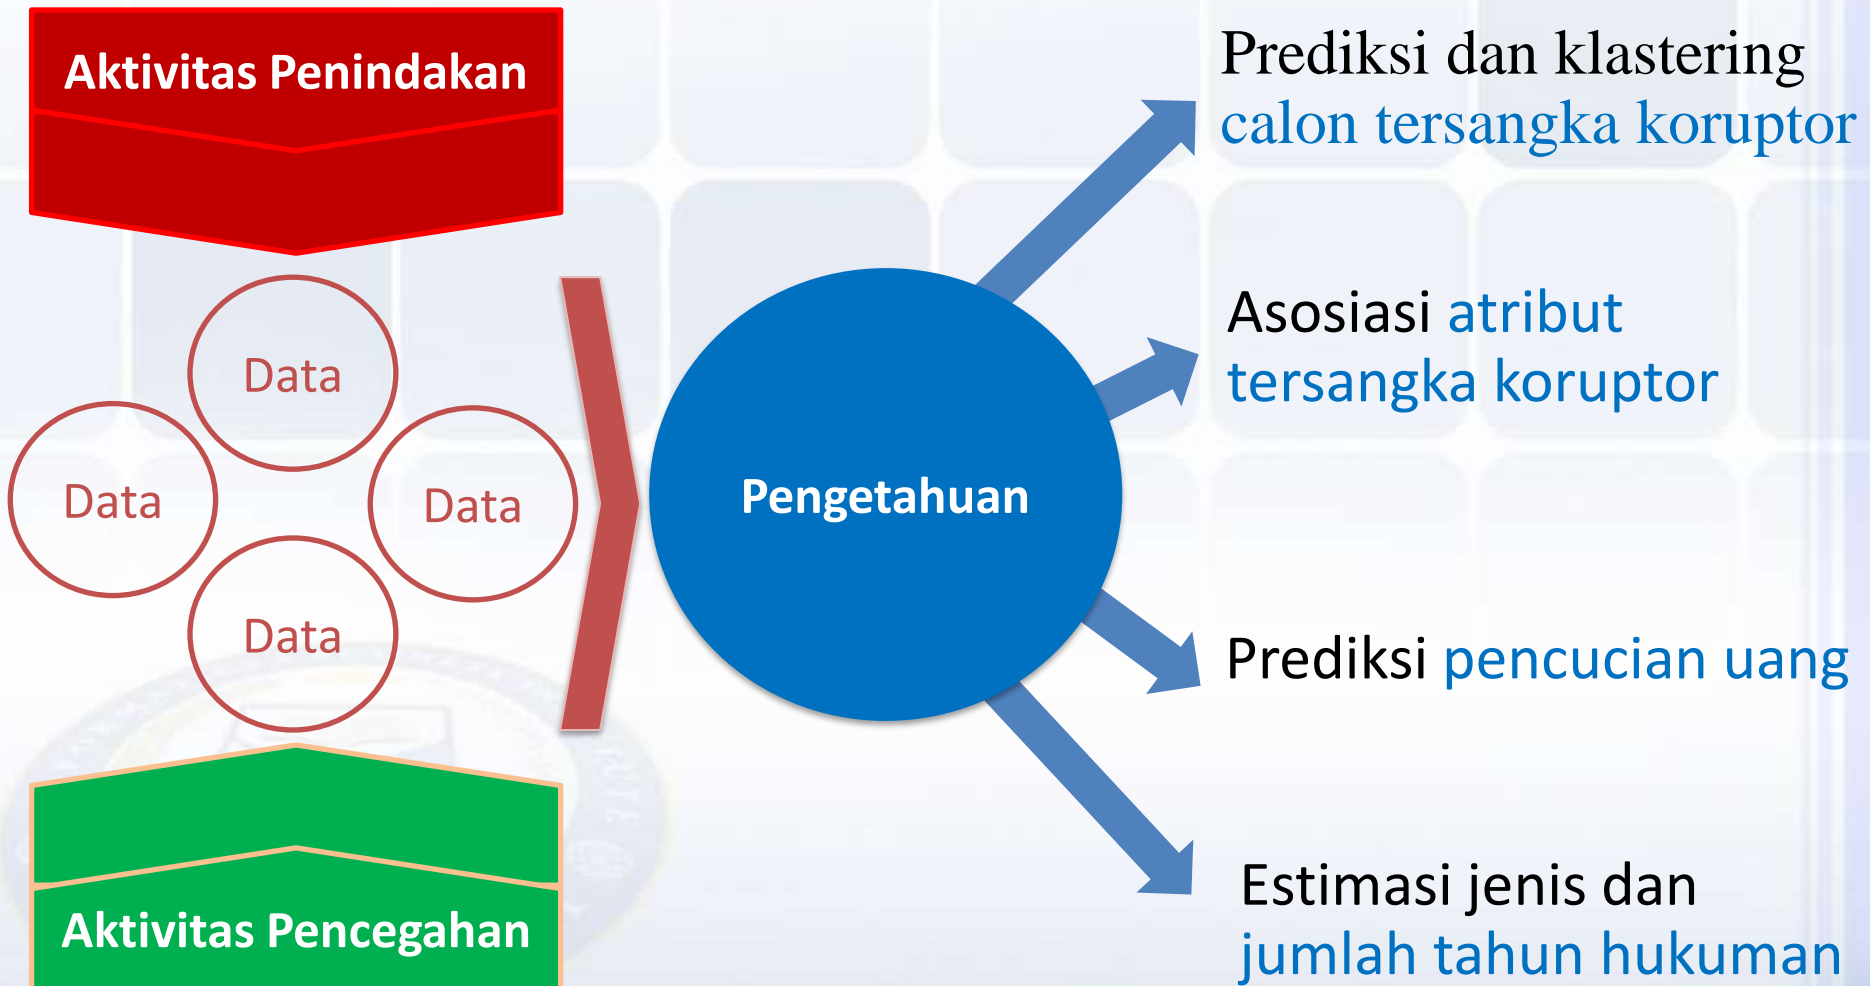 Aktivitas Penindakan
Data
Data
Data
Data
Aktivitas Pencegahan
Pengetahuan
Prediksi dan klastering
calon tersangka koruptor
Asosiasi atribut
tersangka koruptor
Prediksi pencucian uang
Estimasi jenis dan
jumlah tahun hukuman